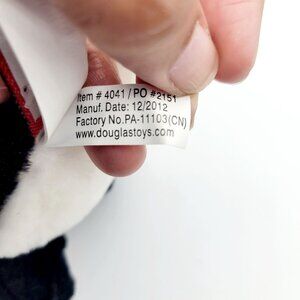 Item # 4041 / PO #2151
Manuf. Date: 12/2012
Factory No.PA-11103(CN)
www.douglastoys.com